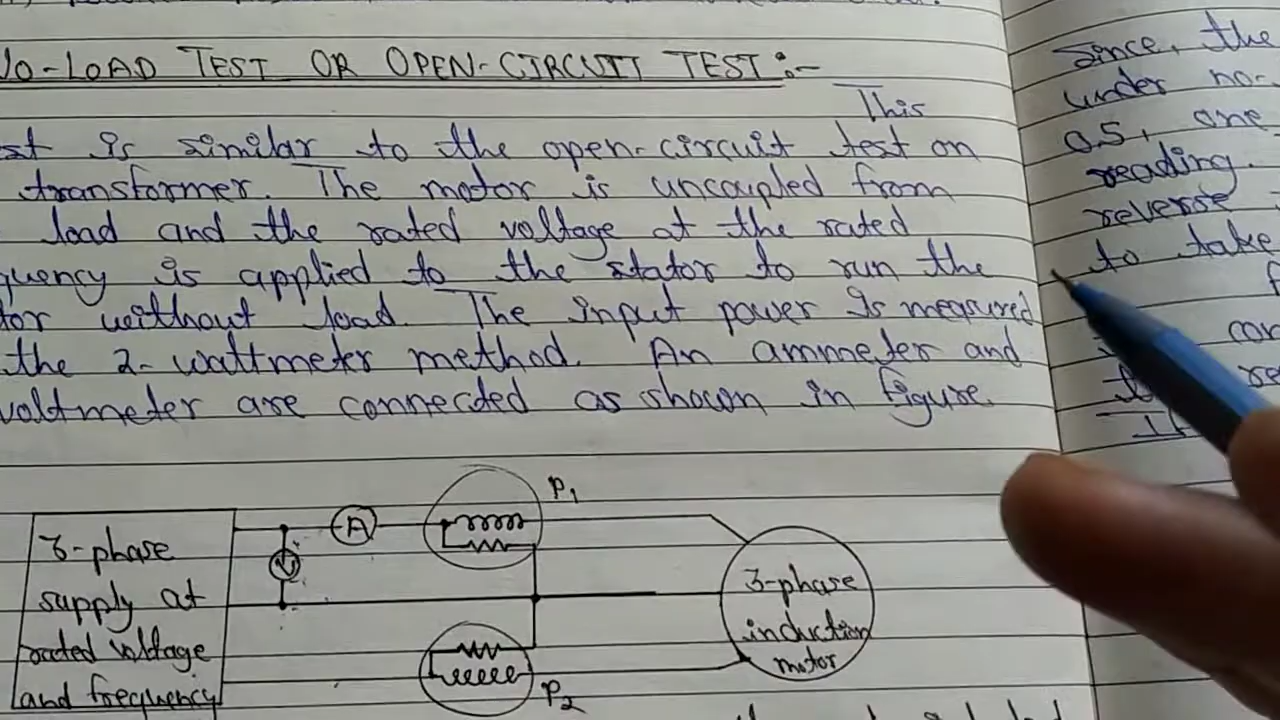 NO-LOAD TEST OR OPEN-CIRCUIT TEST :-
This
st is similar to the open-circuit test on
transformer. The motor is uncoupled from
load and the rated voltage at the rated
quency is applied to the stator to run the
tor without load. The input power is measured
the 2-wattmeter method. An ammeter and
voltmeter are connected as shown in figure.
P1
A
V
3-phase
supply at
rated voltage
and frequency
3-phase
induction
motor
P2
Since, the
under no-
0.5, one
reading.
reverse
to take
f
con
re
If